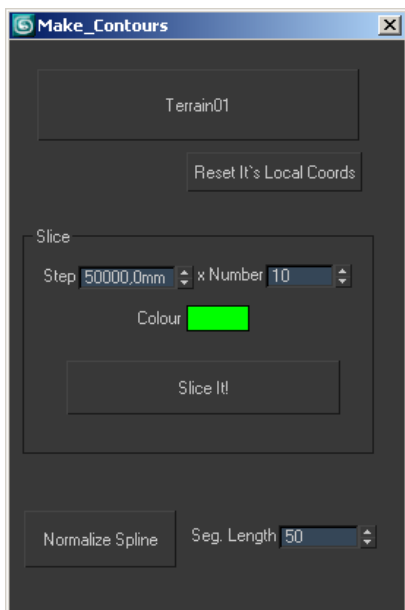 Make_Contours
Terrain01
Reset It`s Local Coords
Slice
Step 50000,0mm x Number 10
Colour
Slice It!
Normalize Spline Seg. Length 50